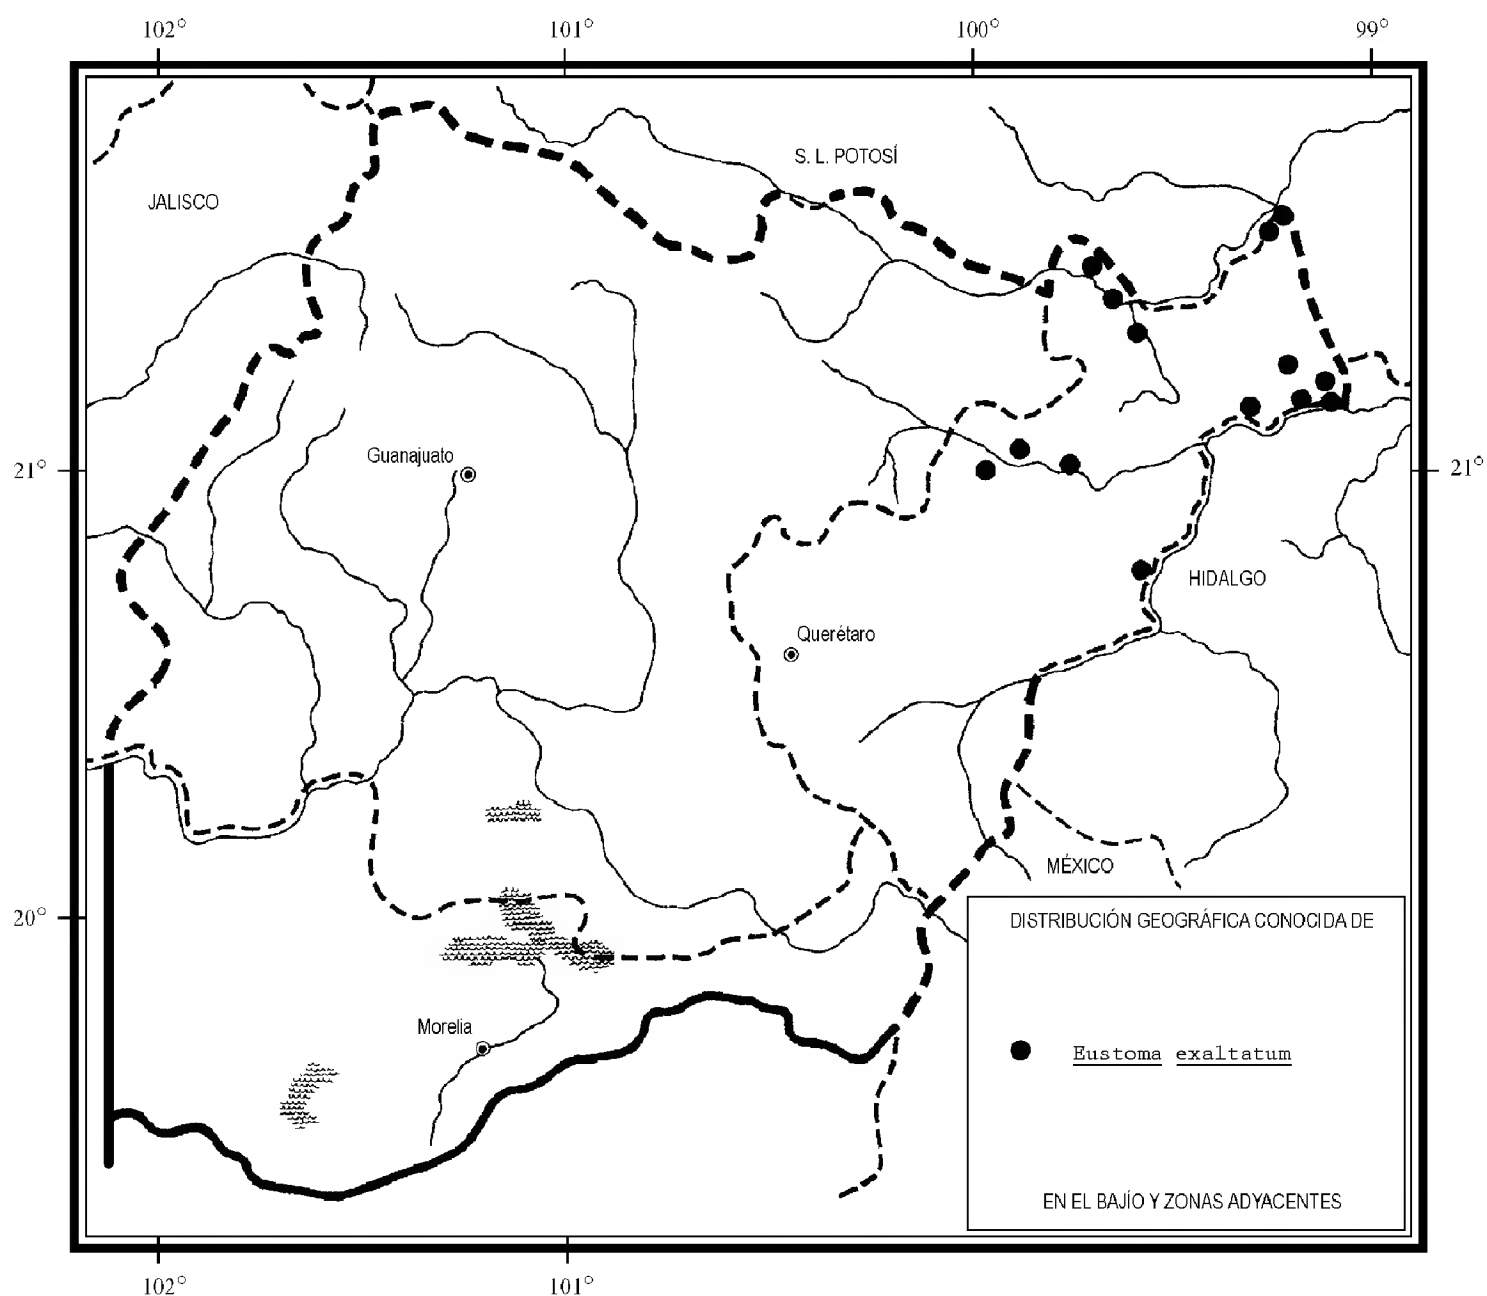 102° 101° 100° 99°
S. L. POTOSÍ
JALISCO
Guanajuato
21° 21°
HIDALGO
Querétaro
MÉXICO
20°
DISTRIBUCIÓN GEOGRÁFICA CONOCIDA DE
Morelia
Eustoma exaltatum
EN EL BAJÍO Y ZONAS ADYACENTES
102° 101°